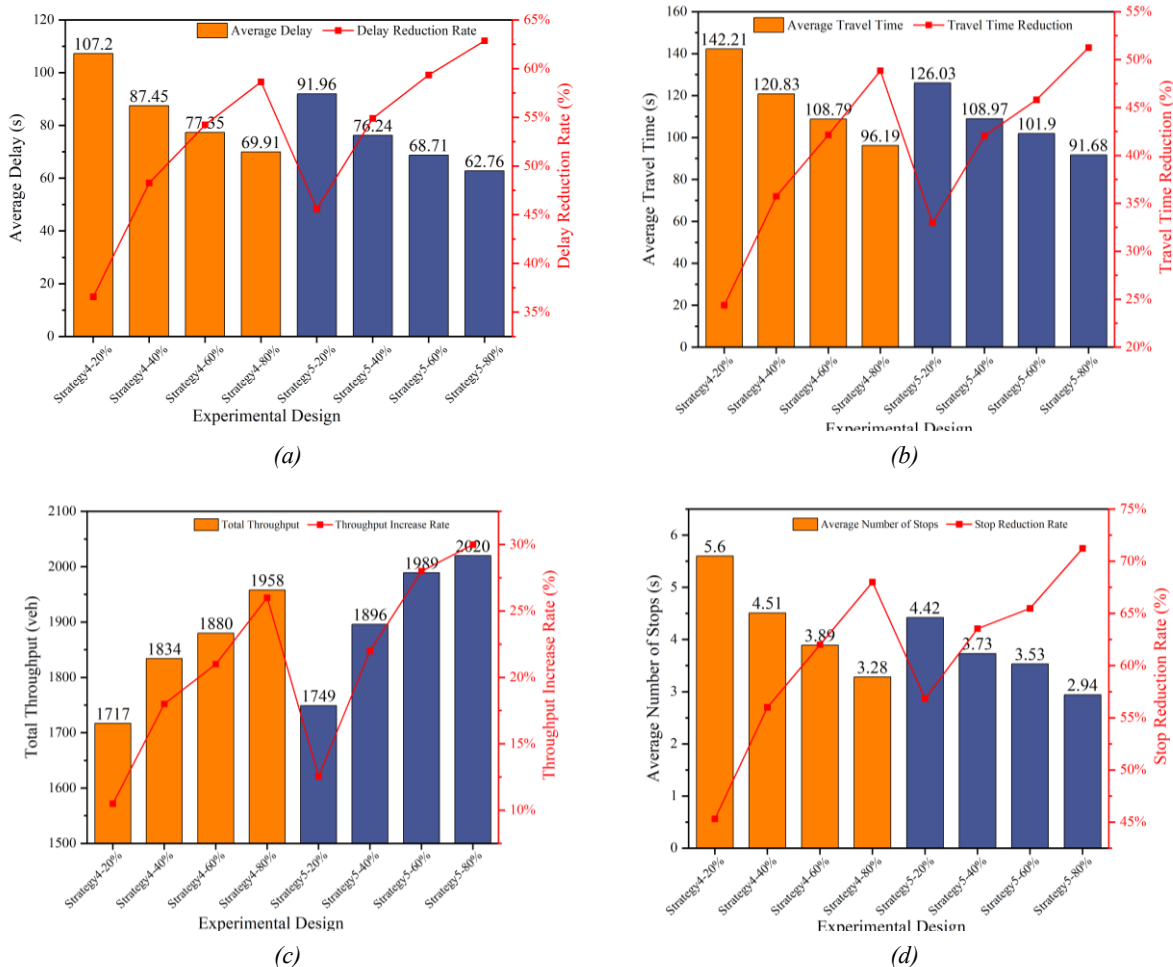 120
100
80
60
40
20
0
Average Delay (s)
Average Delay
Delay Reduction Rate
107.2
87.45
77.35
69.91
91.96
76.24
68.71
62.76
65%
60%
55%
50%
45%
40%
35%
Delay Reduction Rate (%)
Strategy4-20%
Strategy4-40%
Strategy4-60%
Strategy4-80%
Strategy5-20%
Strategy5-40%
Strategy5-60%
Strategy5-80%
Experimental Design
(a)
160
140
120
100
80
60
40
20
0
Average Travel Time (s)
Average Travel Time
Travel Time Reduction
142.21
120.83
108.79
96.19
126.03
108.97
101.9
91.68
55%
50%
45%
40%
35%
30%
25%
20%
Travel Time Reduction (%)
Strategy4-20%
Strategy4-40%
Strategy4-60%
Strategy4-80%
Strategy5-20%
Strategy5-40%
Strategy5-60%
Strategy5-80%
Experimental Design
(b)
2100
2000
1900
1800
1700
1600
1500
Total Throughput (veh)
Total Throughput
Throughput Increase Rate
1717
1834
1880
1958
1749
1896
1989
2020
30%
25%
20%
15%
10%
Throughput Increase Rate (%)
Strategy4-20%
Strategy4-40%
Strategy4-60%
Strategy4-80%
Strategy5-20%
Strategy5-40%
Strategy5-60%
Strategy5-80%
Experimental Design
(c)
6
5
4
3
2
1
0
Average Number of Stops (s)
Average Number of Stops
Stop Reduction Rate
5.6
4.51
3.89
3.28
4.42
3.73
3.53
2.94
75%
70%
65%
60%
55%
50%
45%
Stop Reduction Rate (%)
Strategy4-20%
Strategy4-40%
Strategy4-60%
Strategy4-80%
Strategy5-20%
Strategy5-40%
Strategy5-60%
Strategy5-80%
Experimental Design
(d)